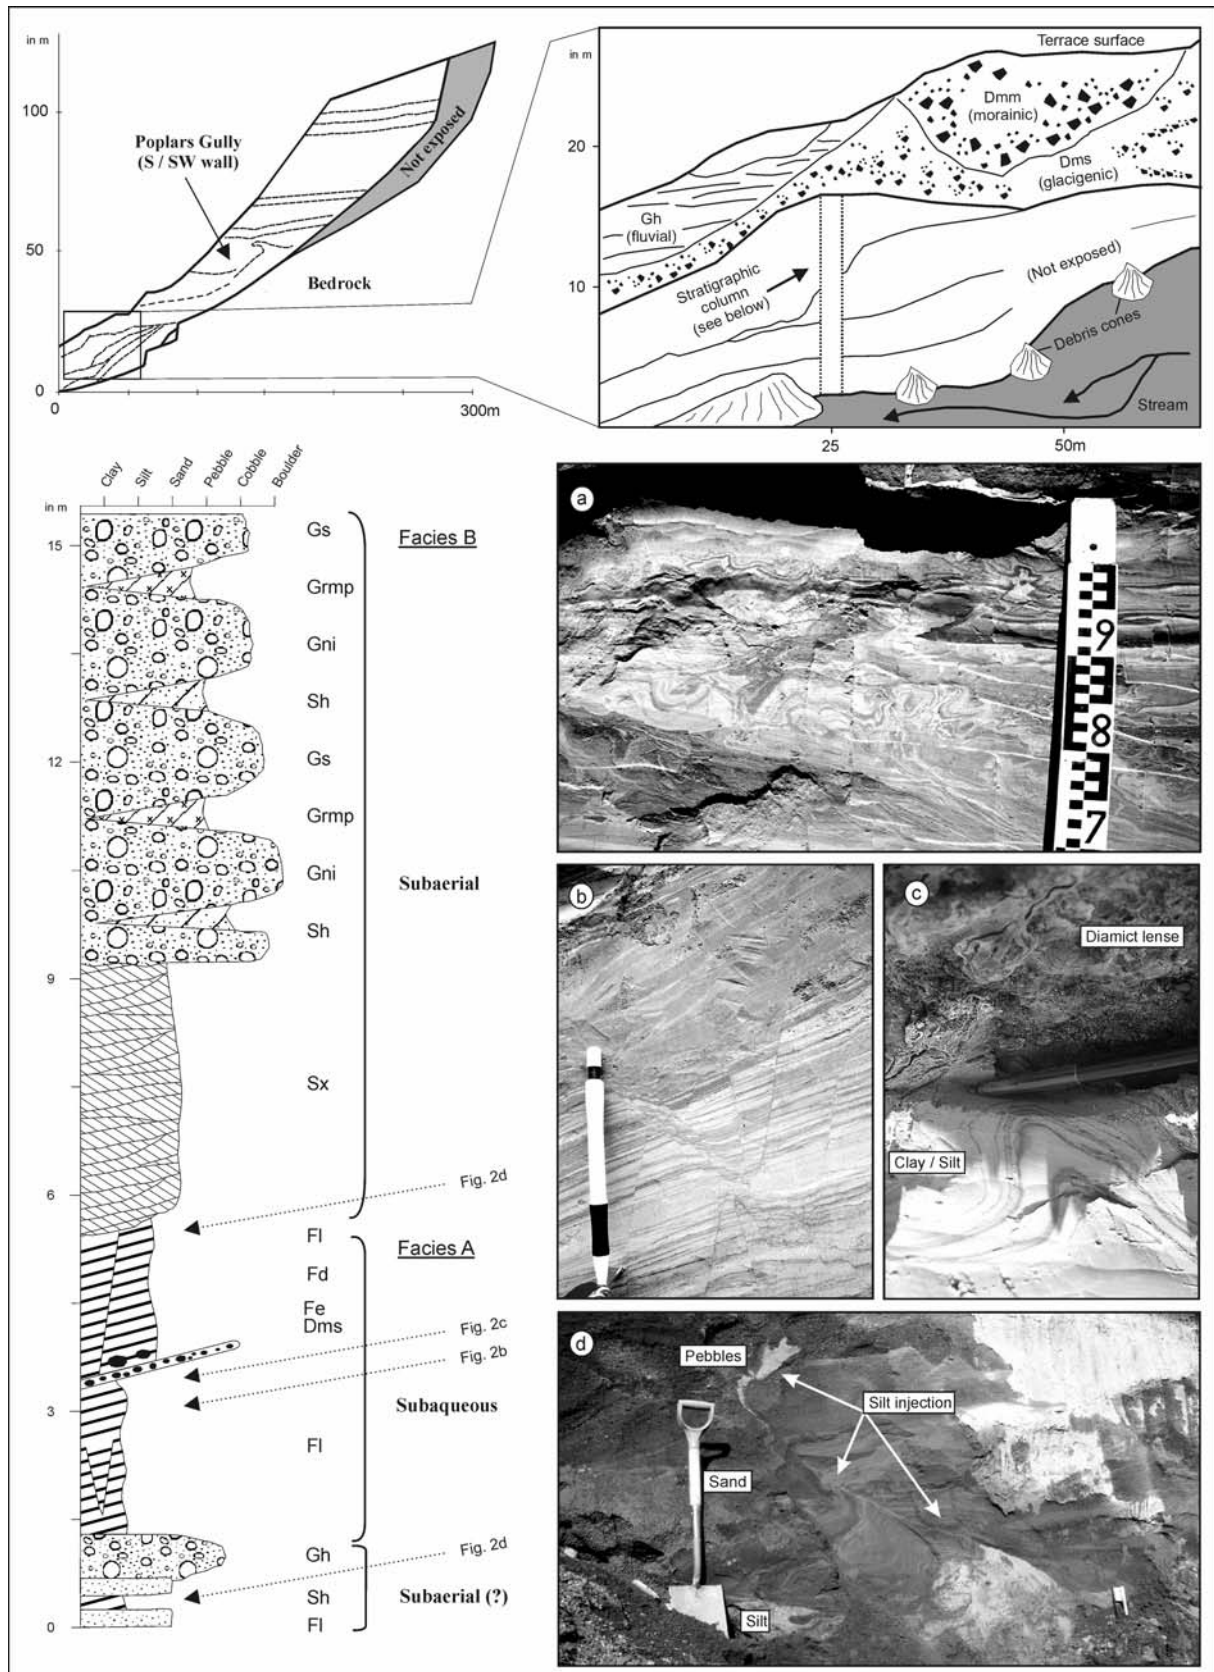 in m
100
50
0
0
300m
Poplars Gully
(S / SW wall)
Not exposed
Bedrock
in m
20
10
25
50m
Terrace surface
Dmm
(morainic)
Dms
(glacigenic)
Gh
(fluvial)
Stratigraphic
column
(see below)
(Not exposed)
Debris cones
Stream
Clay
Silt
Sand
Pebble
Cobble
Boulder
in m
15
12
9
6
3
0
Gs
Grmp
Gni
Sh
Gs
Grmp
Gni
Sh
Sx
Fl
Fd
Fe
Dms
Fl
Gh
Sh
Fl
Facies B
Subaerial
Fig. 2d
Facies A
Fig. 2c
Fig. 2b
Subaqueous
Fig. 2d
Subaerial (?)
a
9
8
7
b
c
Diamict lense
Clay / Silt
d
Pebbles
Silt injection
Sand
Silt